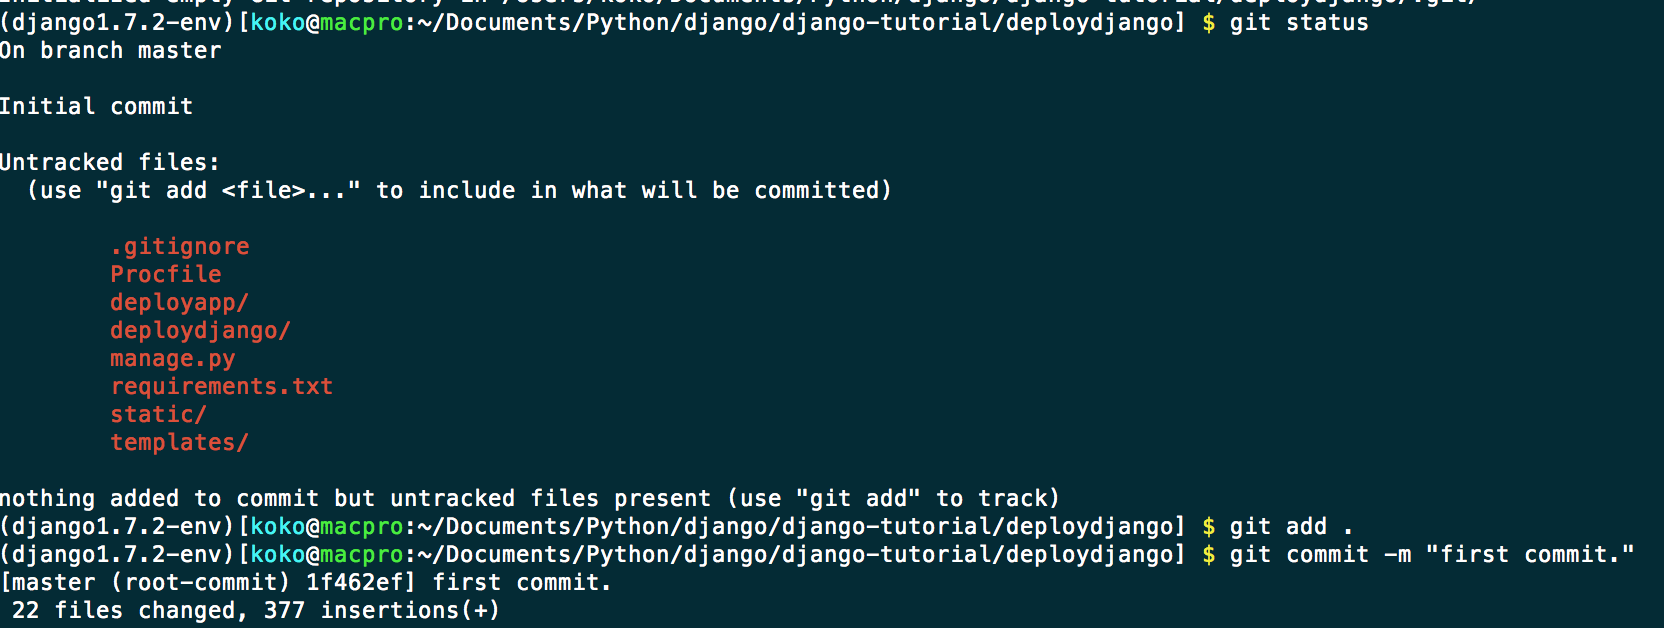 (django1.7.2-env)[koko@macpro:~/Documents/Python/django/django-tutorial/deploydjango] $ git status
On branch master
Initial commit
Untracked files:
(use "git add <file>..." to include in what will be committed)
.gitignore
Procfile
deployapp/
deploydjango/
manage.py
requirements.txt
static/
templates/
nothing added to commit but untracked files present (use "git add" to track)
(django1.7.2-env)[koko@macpro:~/Documents/Python/django/django-tutorial/deploydjango] $ git add .
(django1.7.2-env)[koko@macpro:~/Documents/Python/django/django-tutorial/deploydjango] $ git commit -m "first commit."
[master (root-commit) 1f462ef] first commit.
22 files changed, 377 insertions(+)